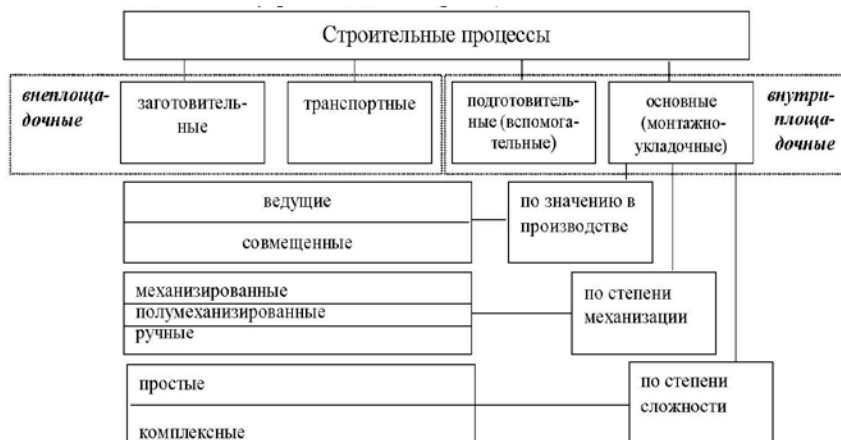 Строительные процессы
внеплоща-
дочные
заготовитель-
ные
транспортные
подготовитель-
ные (вспомога-
тельные)
основные
(монтажно-
укладочные)
внутри-
площа-
дочные
ведущие
совмещенные
по значению в
производстве
механизированные
полумеханизированные
ручные
по степени
механизации
простые
комплексные
по степени
сложности